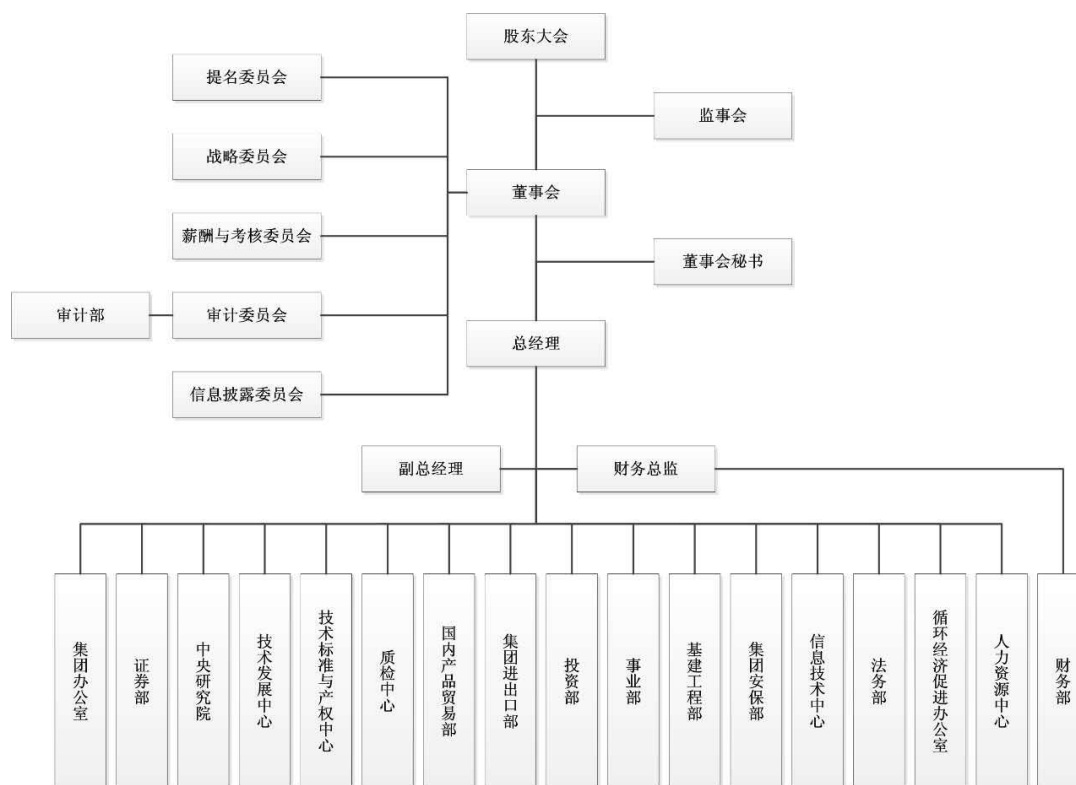 股东大会
提名委员会
监事会
战略委员会
董事会
薪酬与考核委员会
董事会秘书
审计部
审计委员会
总经理
信息披露委员会
副总经理
财务总监
集团办公室
证券部
中央研究院
技术发展中心
技术标准与产权中心
质检中心
国内产品贸易部
集团进出口部
投资部
事业部
基建工程部
集团安保部
信息技术中心
法务部
循环经济促进办公室
人力资源中心
财务部